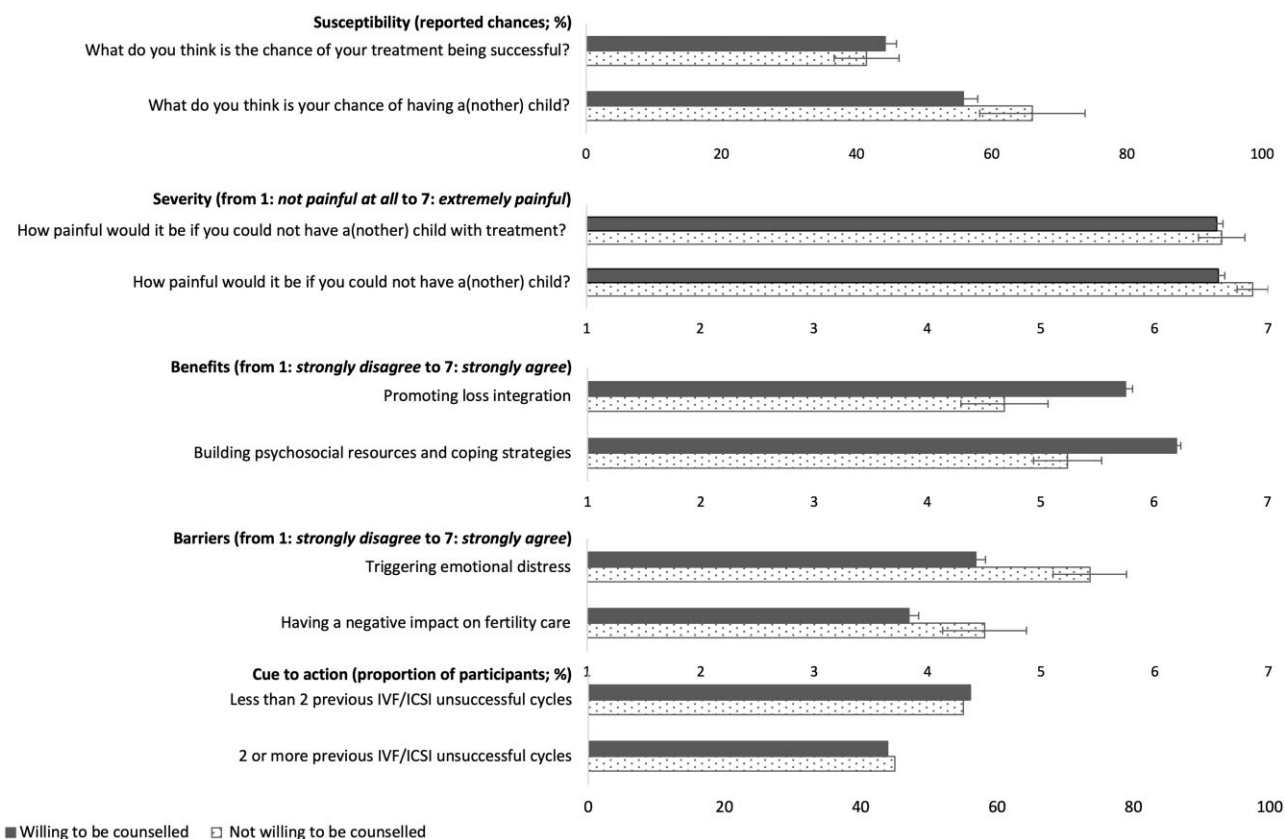 Susceptibility (reported chances; %)
What do you think is the chance of your treatment being successful?
What do you think is your chance of having a(nother) child?
0 20 40 60 80 100
Severity (from 1: not painful at all to 7: extremely painful)
How painful would it be if you could not have a(nother) child with treatment?
How painful would it be if you could not have a(nother) child?
1 2 3 4 5 6 7
Benefits (from 1: strongly disagree to 7: strongly agree)
Promoting loss integration
Building psychosocial resources and coping strategies
1 2 3 4 5 6 7
Barriers (from 1: strongly disagree to 7: strongly agree)
Triggering emotional distress
Having a negative impact on fertility care
1 2 3 4 5 6 7
Cue to action (proportion of participants; %)
Less than 2 previous IVF/ICSI unsuccessful cycles
2 or more previous IVF/ICSI unsuccessful cycles
0 20 40 60 80 100
Willing to be counselled Not willing to be counselled